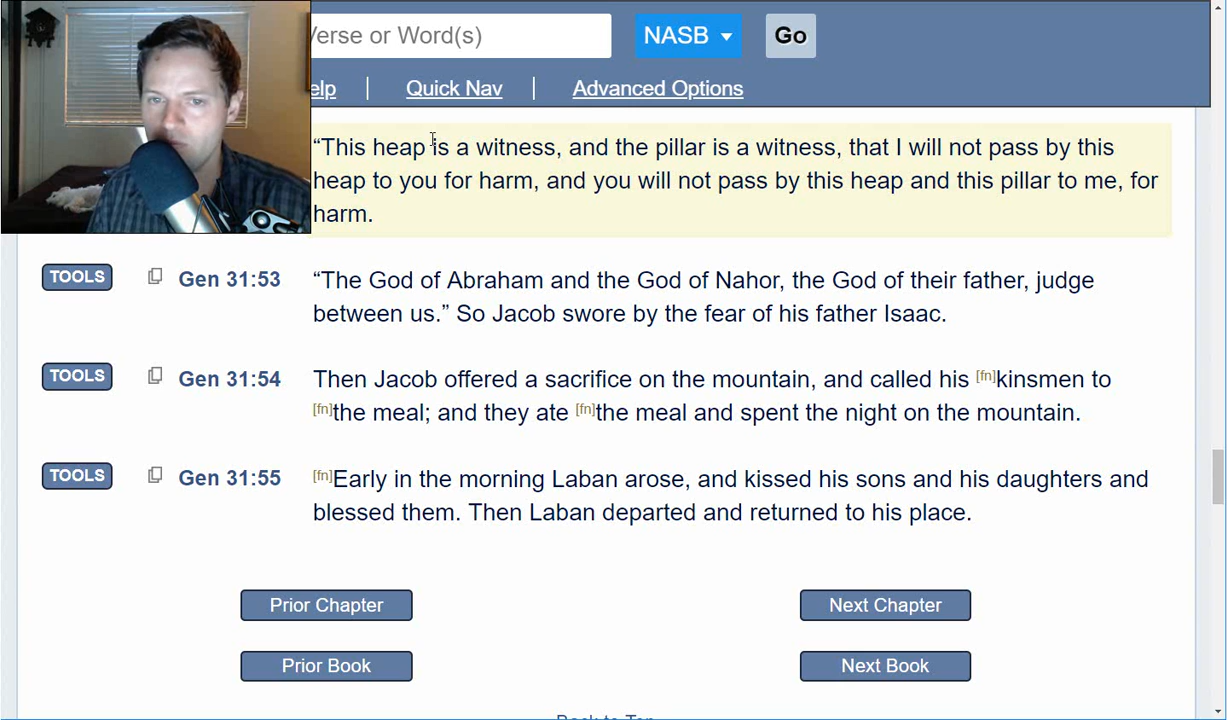 Verse or Word(s)
NASB
Go
elp | Quick Nav | Advanced Options
“This heap is a witness, and the pillar is a witness, that I will not pass by this
heap to you for harm, and you will not pass by this heap and this pillar to me, for
harm.
TOOLS Gen 31:53 “The God of Abraham and the God of Nahor, the God of their father, judge
between us.” So Jacob swore by the fear of his father Isaac.
TOOLS Gen 31:54 Then Jacob offered a sacrifice on the mountain, and called his [fn]kinsmen to
[fn]the meal; and they ate [fn]the meal and spent the night on the mountain.
TOOLS Gen 31:55 [fn]Early in the morning Laban arose, and kissed his sons and his daughters and
blessed them. Then Laban departed and returned to his place.
Prior Chapter
Next Chapter
Prior Book
Next Book
Back to Top